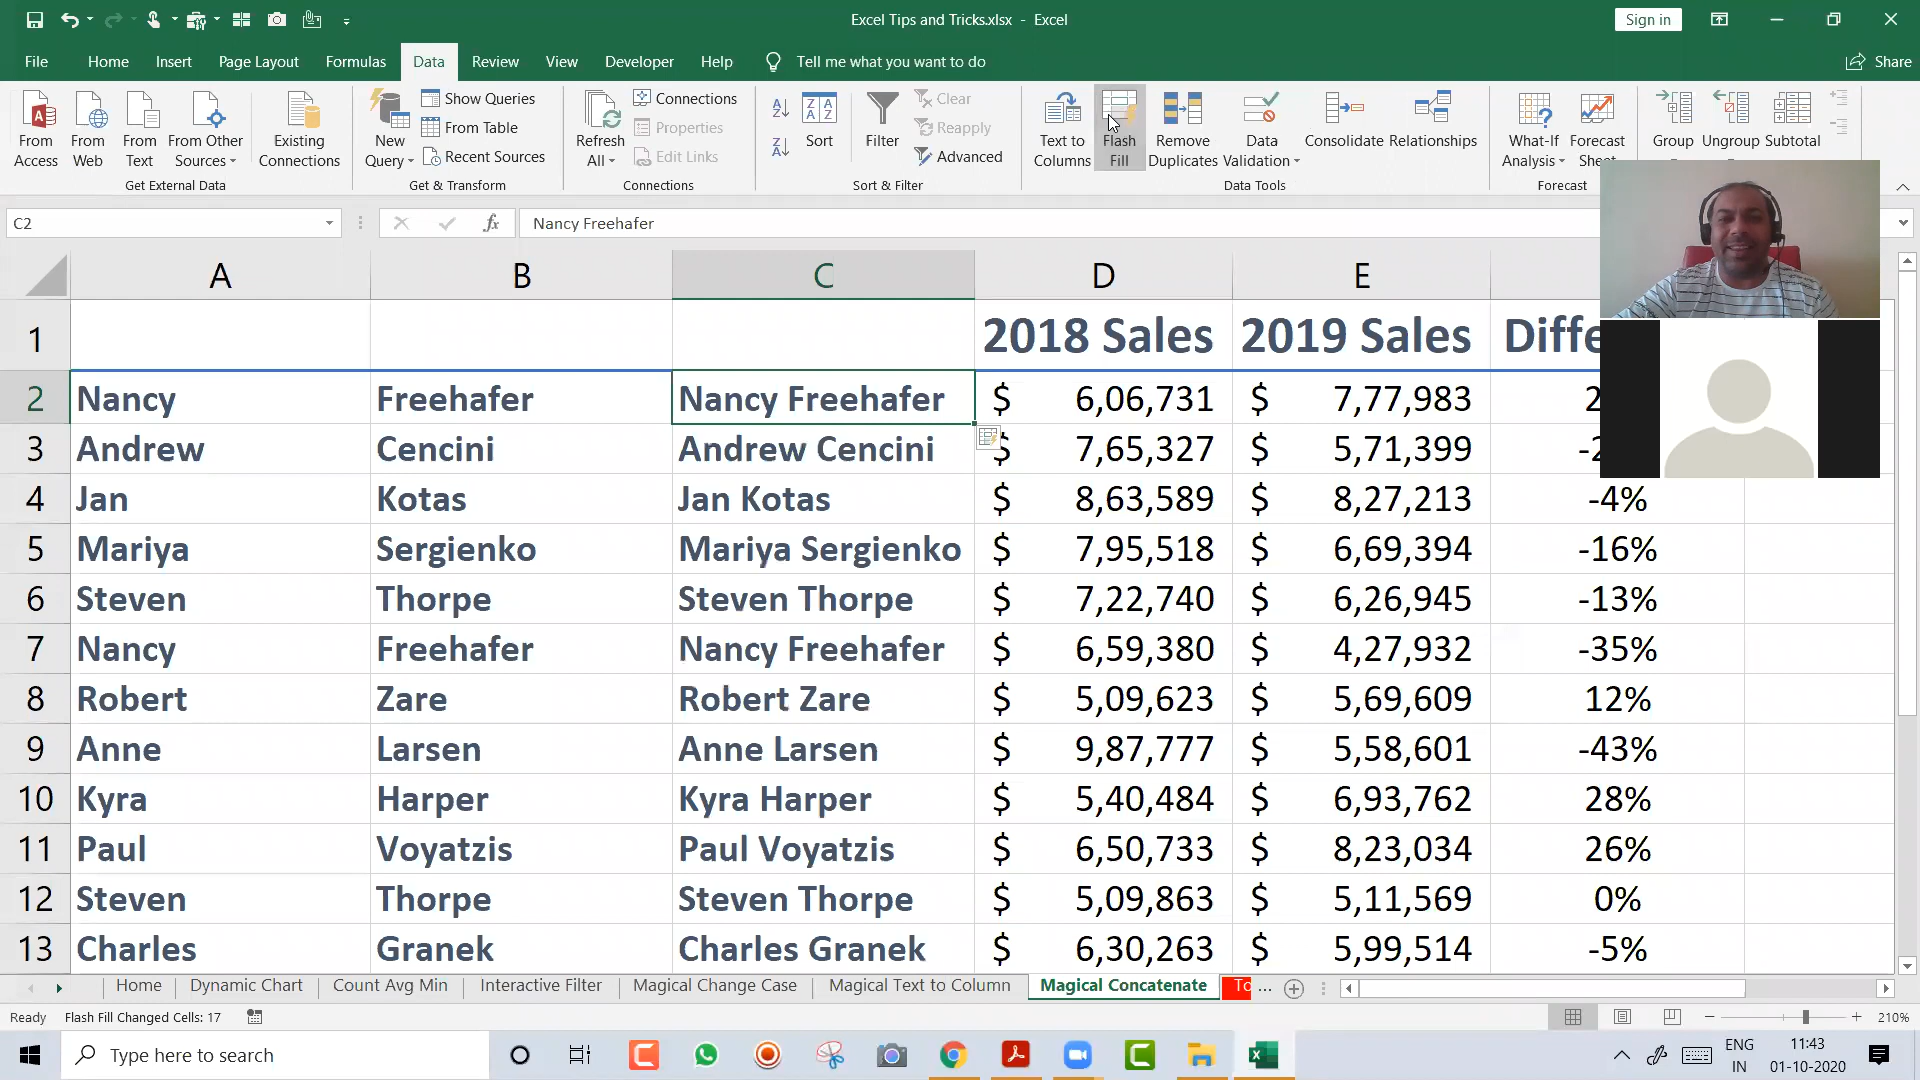 Excel Tips and Tricks.xlsx - Excel
Sign in
File Home Insert Page Layout Formulas Data Review View Developer Help Tell me what you want to do Share
From Access
From Web
From Text
From Other Sources
Existing Connections
Get External Data
New Query
Show Queries
From Table
Recent Sources
Get & Transform
Refresh All
Connections
Properties
Edit Links
Connections
Sort
Filter
Clear
Reapply
Advanced
Sort & Filter
Text to Columns
Flash Fill
Remove Duplicates
Data Validation
Consolidate
Relationships
Data Tools
What-If Analysis
Forecast Sheet
Forecast
Group
Ungroup
Subtotal
C2 fx Nancy Freehafer
A B C D E
1 2018 Sales 2019 Sales Diffe
2 Nancy Freehafer Nancy Freehafer $ 6,06,731 $ 7,77,983 2
3 Andrew Cencini Andrew Cencini $ 7,65,327 $ 5,71,399 -2
4 Jan Kotas Jan Kotas $ 8,63,589 $ 8,27,213 -4%
5 Mariya Sergienko Mariya Sergienko $ 7,95,518 $ 6,69,394 -16%
6 Steven Thorpe Steven Thorpe $ 7,22,740 $ 6,26,945 -13%
7 Nancy Freehafer Nancy Freehafer $ 6,59,380 $ 4,27,932 -35%
8 Robert Zare Robert Zare $ 5,09,623 $ 5,69,609 12%
9 Anne Larsen Anne Larsen $ 9,87,777 $ 5,58,601 -43%
10 Kyra Harper Kyra Harper $ 5,40,484 $ 6,93,762 28%
11 Paul Voyatzis Paul Voyatzis $ 6,50,733 $ 8,23,034 26%
12 Steven Thorpe Steven Thorpe $ 5,09,863 $ 5,11,569 0%
13 Charles Granek Charles Granek $ 6,30,263 $ 5,99,514 -5%
Home Dynamic Chart Count Avg Min Interactive Filter Magical Change Case Magical Text to Column Magical Concatenate To ...
Ready Flash Fill Changed Cells: 17 210%
Type here to search
ENG
IN
11:43
01-10-2020